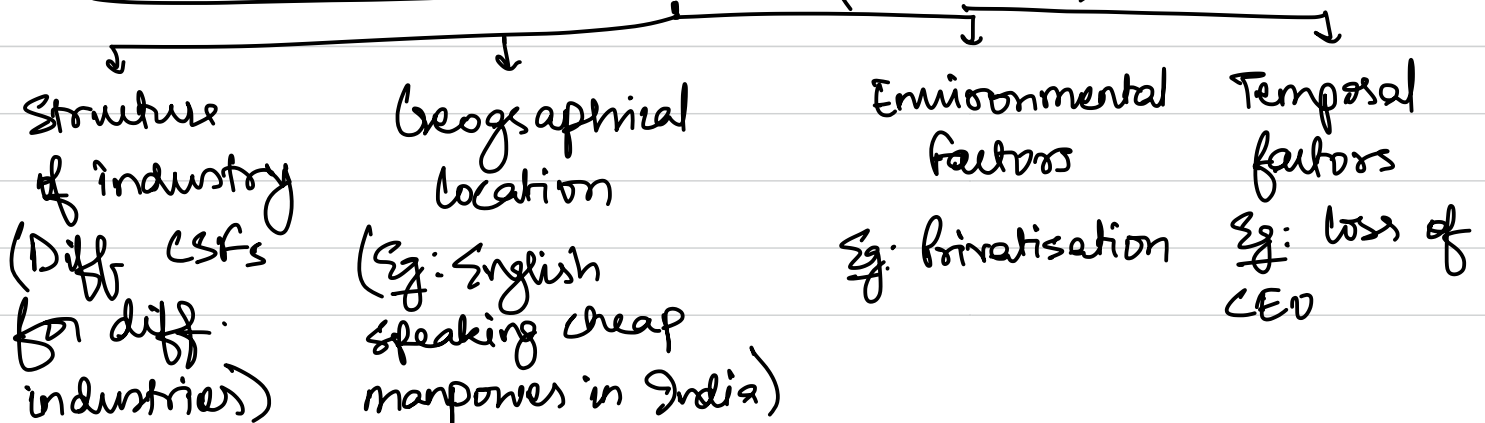 Structure
of industry
(Diff CSFs
for diff.
industries)
Geographical
location
(Eg: English
speaking cheap
manpower in India)
Environmental
factors
Eg: Privatisation
Temporal
factors
Eg: loss of
CEO